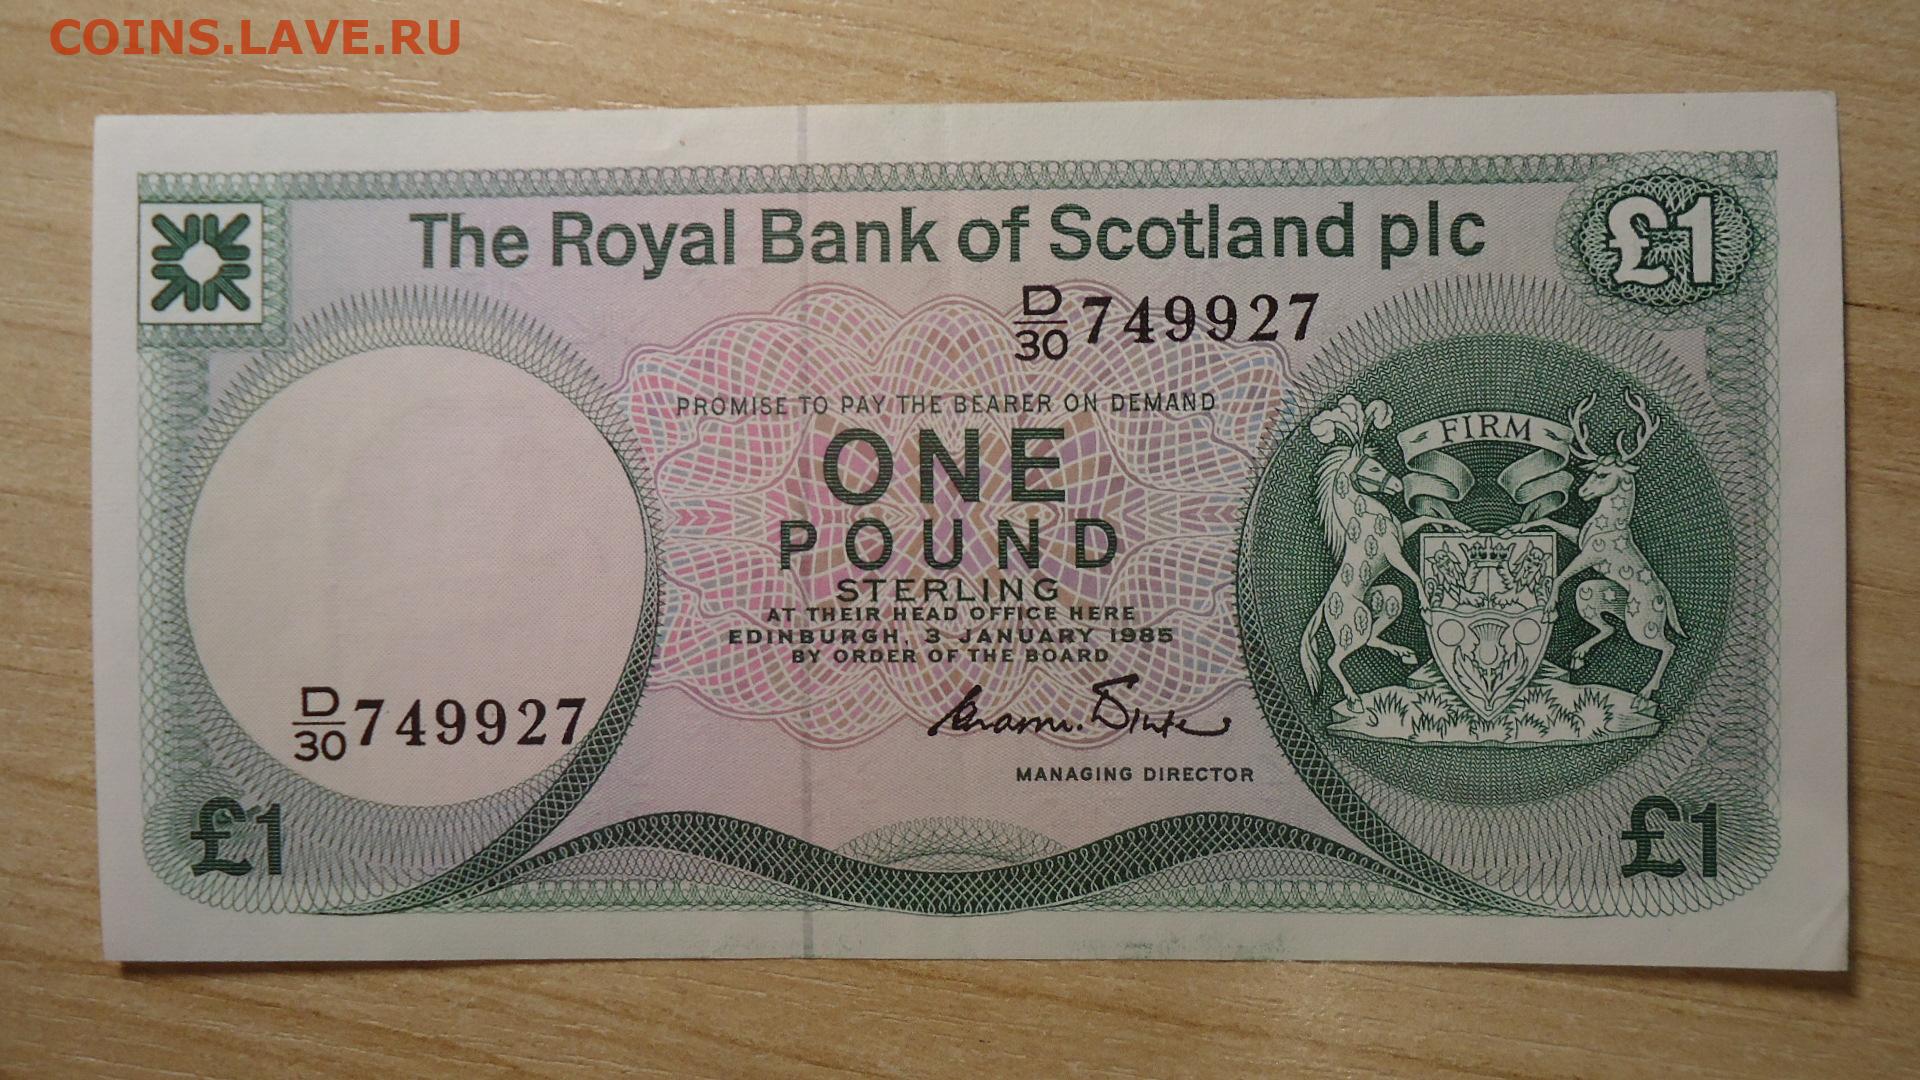 COINS.LAVE.RU
The Royal Bank of Scotland plc
£1
D/30 749927
PROMISE TO PAY THE BEARER ON DEMAND
ONE
POUND
STERLING
AT THEIR HEAD OFFICE HERE
EDINBURGH, 3 JANUARY 1985
BY ORDER OF THE BOARD
FIRM
D/30 749927
MANAGING DIRECTOR
£1
£1